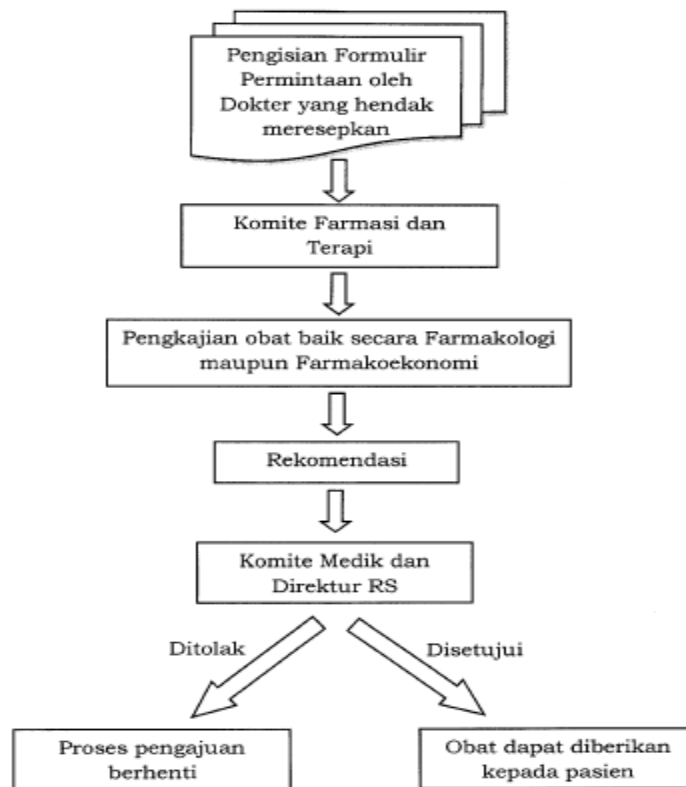 Pengisian Formulir
Permintaan oleh
Dokter yang hendak
meresepkan
Komite Farmasi dan
Terapi
Pengkajian obat baik secara Farmakologi
maupun Farmakoekonomi
Rekomendasi
Komite Medik dan
Direktur RS
Ditolak
Disetujui
Proses pengajuan
berhenti
Obat dapat diberikan
kepada pasien